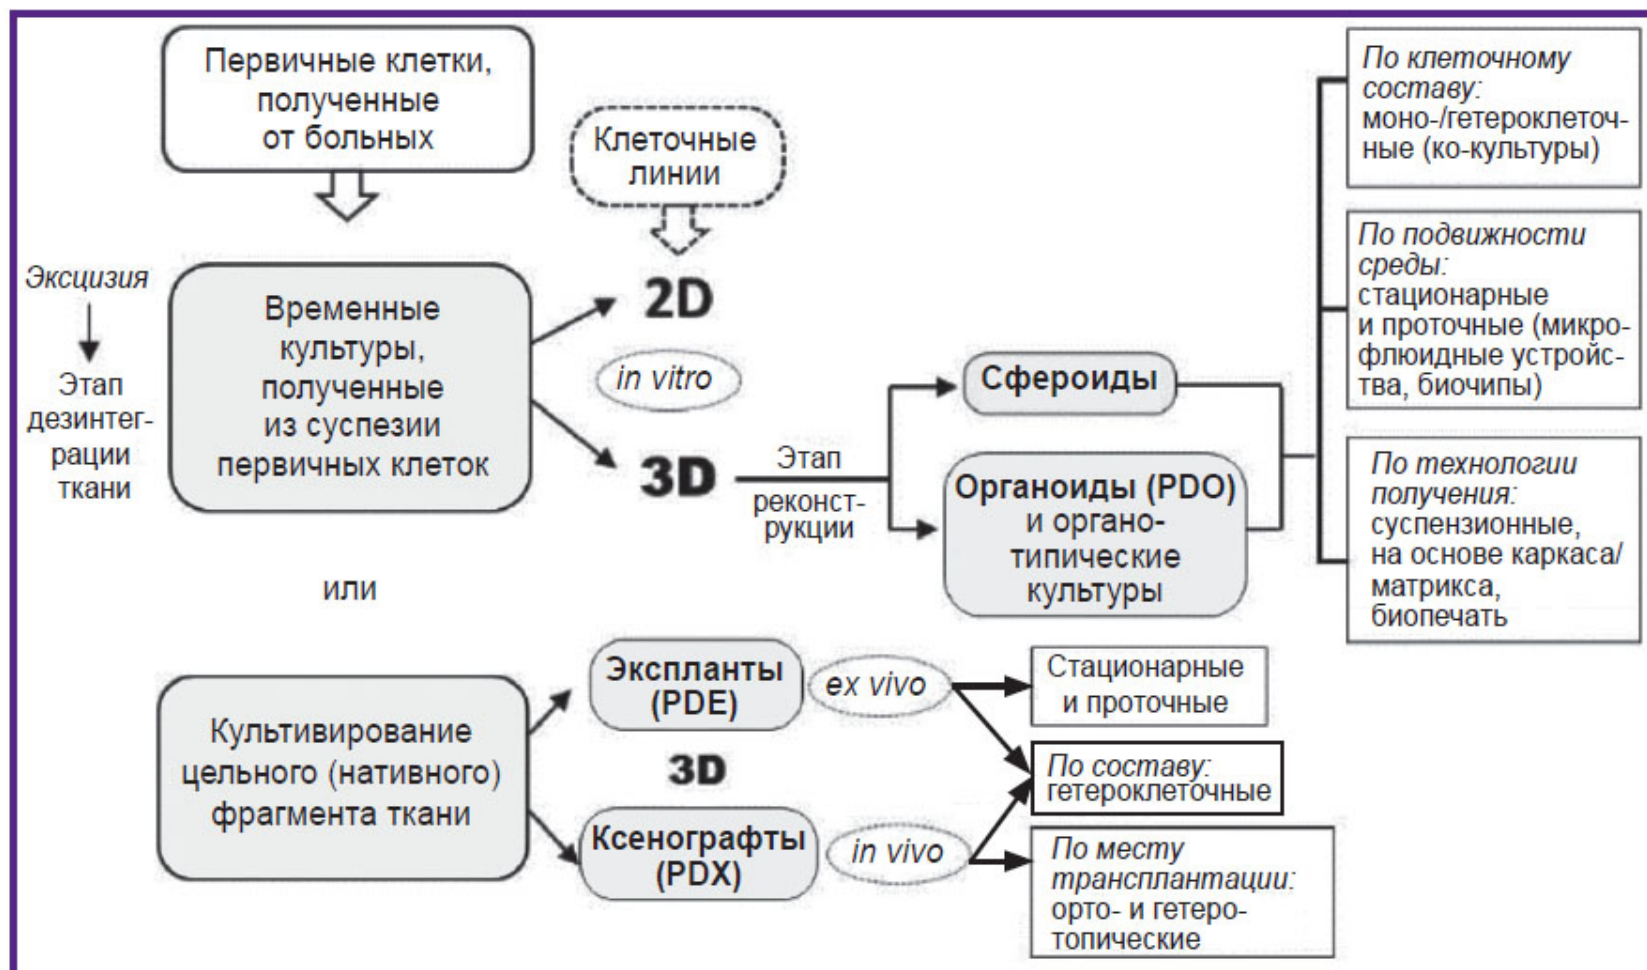 Первичные клетки,
полученные
от больных
Клеточные
линии
Эксцизия
Этап
дезинтег-
рации
ткани
Временные
культуры,
полученные
из суспезии
первичных клеток
2D
in vitro
3D
Этап
реконст-
рукции
Сфероиды
Органоиды (PDO)
и органо-
типические
культуры
По клеточному
составу:
моно-/гетероклеточ-
ные (ко-культуры)
По подвижности
среды:
стационарные
и проточные (микро-
флюидные устройс-
тва, биочипы)
По технологии
получения:
суспензионные,
на основе каркаса/
матрикса,
биопечать
или
Культивирование
цельного (нативного)
фрагмента ткани
Экспланты
(PDE)
ex vivo
3D
Ксенографты
(PDX)
in vivo
Стационарные
и проточные
По составу:
гетероклеточные
По месту
трансплантации:
орто- и гетеро-
топические